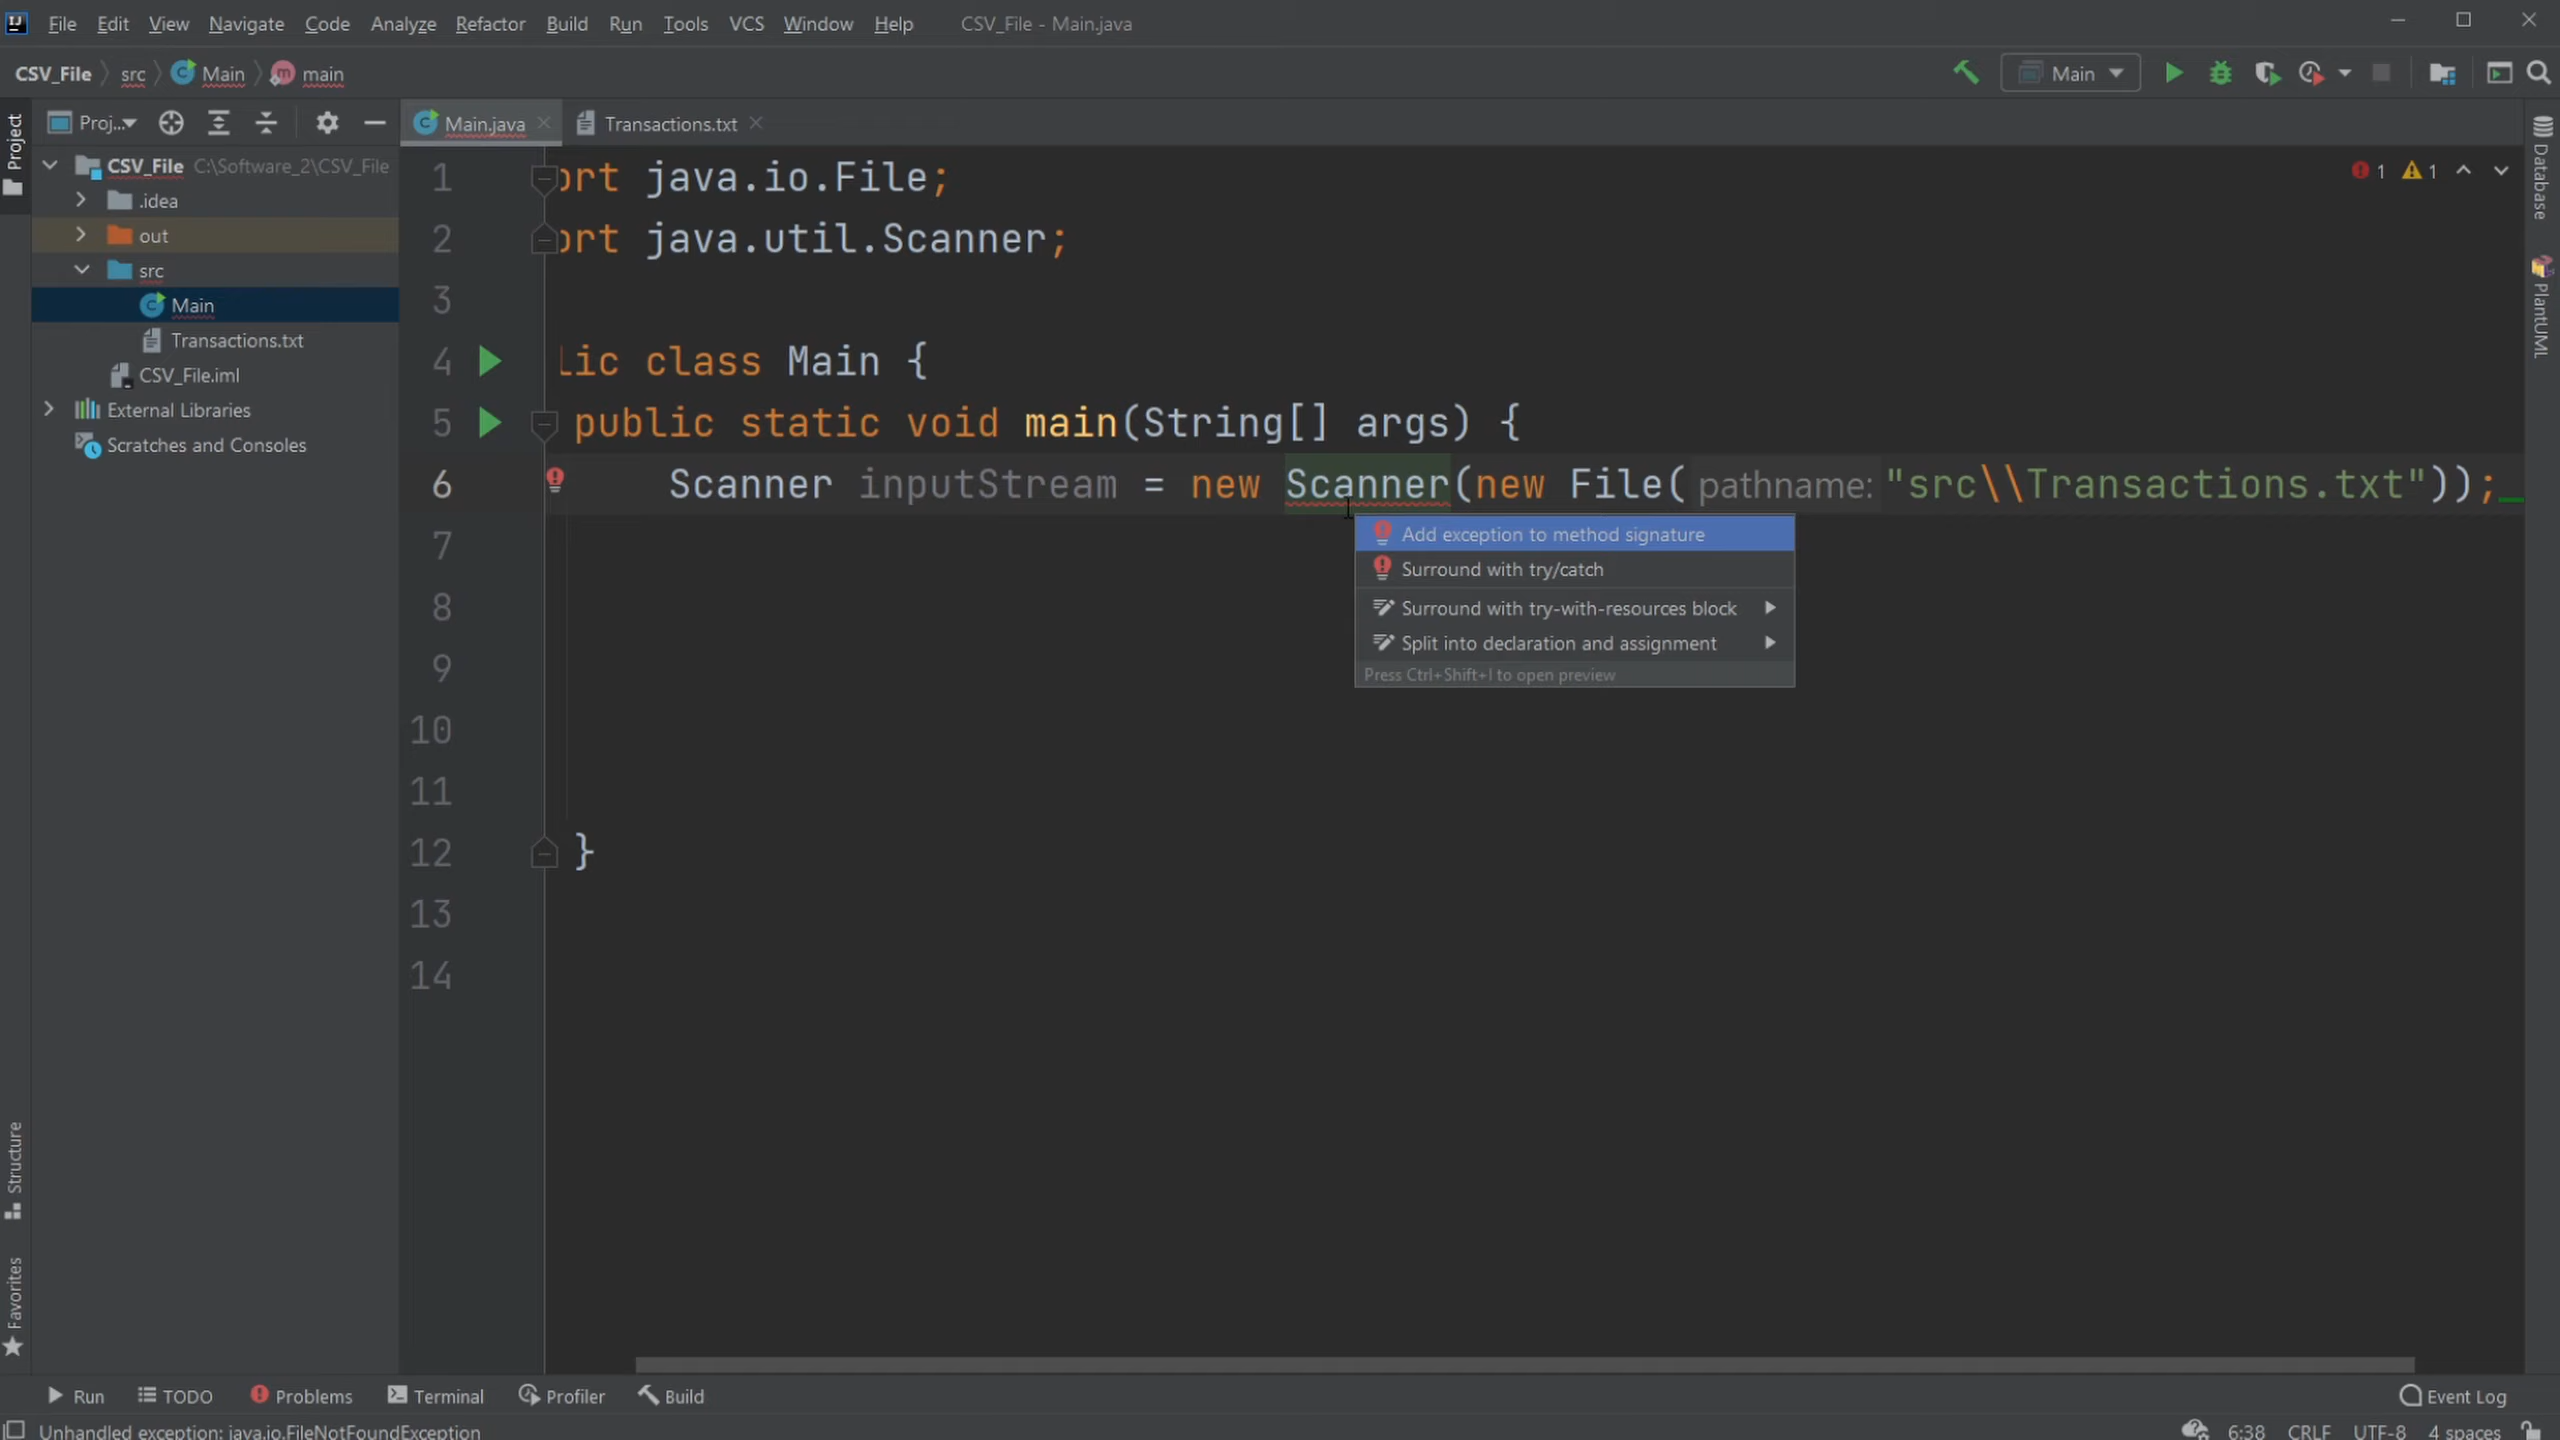 File Edit View Navigate Code Analyze Refactor Build Run Tools VCS Window Help CSV_File - Main.java
CSV_File src Main main
Main
Proj...
Main.java
Transactions.txt
Project
CSV_File C:\Software_2\CSV_File
.idea
out
src
Main
Transactions.txt
CSV_File.iml
External Libraries
Scratches and Consoles
1 ort java.io.File;
2 ort java.util.Scanner;
3
4 lic class Main {
5 public static void main(String[] args) {
6 Scanner inputStream = new Scanner(new File( pathname: "src\\Transactions.txt"));
7
8
9
10
11
12 }
13
14
1 1
Add exception to method signature
Surround with try/catch
Surround with try-with-resources block
Split into declaration and assignment
Press Ctrl+Shift+I to open preview
Database
PlantUML
Structure
Favorites
Run TODO Problems Terminal Profiler Build Event Log
Unhandled exception: java.io.FileNotFoundException 6:38 CRLF UTF-8 4 spaces